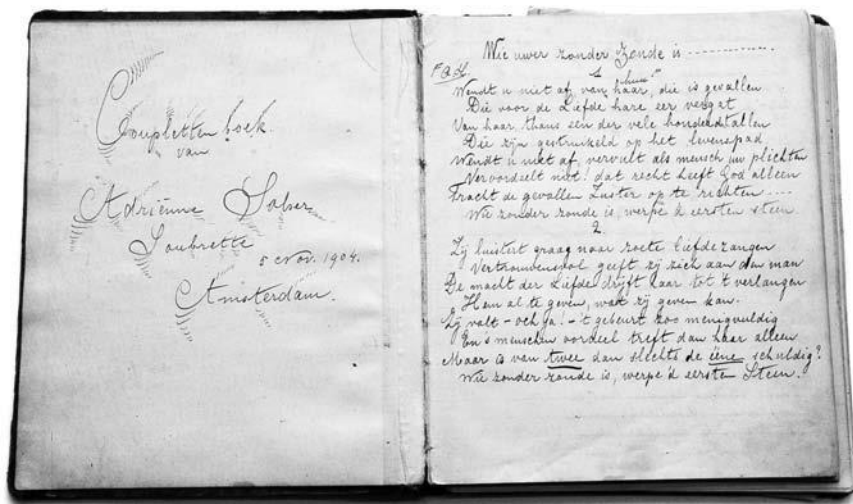 Coupletten boek
van
Adriënne Solser
Soubrette
5 Nov. 1904.
Amsterdam.
Wie uwer zonder Zonde is ..............
1
Wendt u niet af van haar, "hum" die is gevallen
Die voor de Liefde hare eer vergat
Van haar, thans een der vele honderdtallen
Die zijn gestruikeld op het levenspad
Wendt u niet af, vervult als mensch uw plichten
Veroordeelt niet! dat recht heeft God alleen
Tracht de gevallen Zuster op te richten ....
Wie zonder zonde is, werpe 'd eersten steen.
2.
Zij luistert graag naar zoete liefdezangen
Vertrouwensvol geeft zij zich aan den man
De macht der Liefde drijft haar tot 't verlangen
Hem al te geven, wat zij geven kan.
Zij valt - och ja! - 't gebeurt zoo menigvuldig
En 's menschen oordeel treft dan haar alleen
Maar is van twee dan slechts de ééne schuldig?
Wie zonder zonde is, werpe 'd eersten Steen.